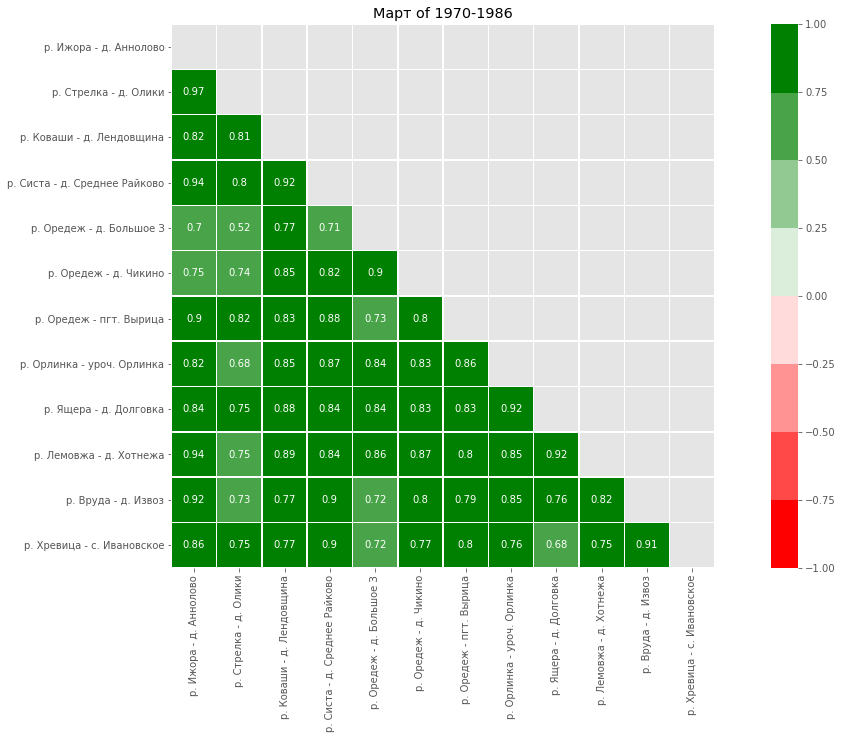 Март of 1970-1986
р. Ижора - д. Аннолово
р. Стрелка - д. Олики
0.97
р. Коваши - д. Лендовщина
0.82 0.81
р. Систа - д. Среднее Райково
0.94 0.8 0.92
р. Оредеж - д. Большое З
0.7 0.52 0.77 0.71
р. Оредеж - д. Чикино
0.75 0.74 0.85 0.82 0.9
р. Оредеж - пгт. Вырица
0.9 0.82 0.83 0.88 0.73 0.8
р. Орлинка - уроч. Орлинка
0.82 0.68 0.85 0.87 0.84 0.83 0.86
р. Ящера - д. Долговка
0.84 0.75 0.88 0.84 0.84 0.83 0.83 0.92
р. Лемовжа - д. Хотнежа
0.94 0.75 0.89 0.84 0.86 0.87 0.8 0.85 0.92
р. Вруда - д. Извоз
0.92 0.73 0.77 0.9 0.72 0.8 0.79 0.85 0.76 0.82
р. Хревица - с. Ивановское
0.86 0.75 0.77 0.9 0.72 0.77 0.8 0.76 0.68 0.75 0.91
р. Ижора - д. Аннолово
р. Стрелка - д. Олики
р. Коваши - д. Лендовщина
р. Систа - д. Среднее Райково
р. Оредеж - д. Большое З
р. Оредеж - д. Чикино
р. Оредеж - пгт. Вырица
р. Орлинка - уроч. Орлинка
р. Ящера - д. Долговка
р. Лемовжа - д. Хотнежа
р. Вруда - д. Извоз
р. Хревица - с. Ивановское
1.00
0.75
0.50
0.25
0.00
−0.25
−0.50
−0.75
−1.00